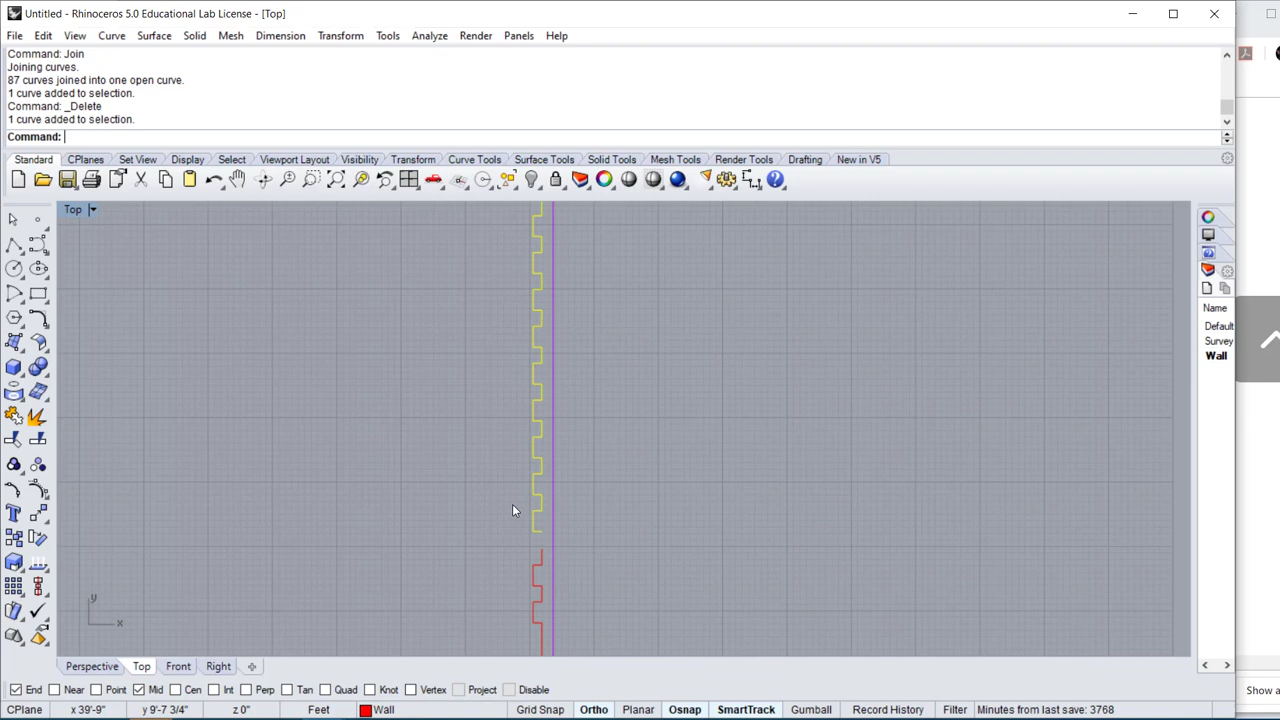 Untitled - Rhinoceros 5.0 Educational Lab License - [Top]
File Edit View Curve Surface Solid Mesh Dimension Transform Tools Analyze Render Panels Help
Command: Join
Joining curves.
87 curves joined into one open curve.
1 curve added to selection.
Command: _Delete
1 curve added to selection.
Command:
Standard CPlanes Set View Display Select Viewport Layout Visibility Transform Curve Tools Surface Tools Solid Tools Mesh Tools Render Tools Drafting New in V5
Top
Name
Default
Survey
Wall
y
x
Perspective Top Front Right
End Near Point Mid Cen Int Perp Tan Quad Knot Vertex Project Disable
Show a
CPlane x 39'-9" y 9'-7 3/4" z 0" Feet Wall Grid Snap Ortho Planar Osnap SmartTrack Gumball Record History Filter Minutes from last save: 3768